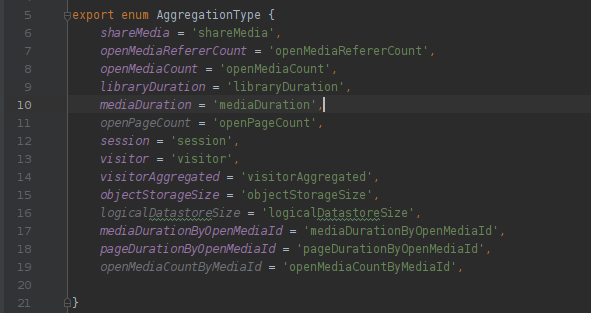 5 export enum AggregationType {
6 shareMedia = 'shareMedia',
7 openMediaRefererCount = 'openMediaRefererCount',
8 openMediaCount = 'openMediaCount',
9 libraryDuration = 'libraryDuration',
10 mediaDuration = 'mediaDuration',
11 openPageCount = 'openPageCount',
12 session = 'session',
13 visitor = 'visitor',
14 visitorAggregated = 'visitorAggregated',
15 objectStorageSize = 'objectStorageSize',
16 logicalDatastoreSize = 'logicalDatastoreSize',
17 mediaDurationByOpenMediaId = 'mediaDurationByOpenMediaId',
18 pageDurationByOpenMediaId = 'pageDurationByOpenMediaId',
19 openMediaCountByMediaId = 'openMediaCountByMediaId',
20
21 }